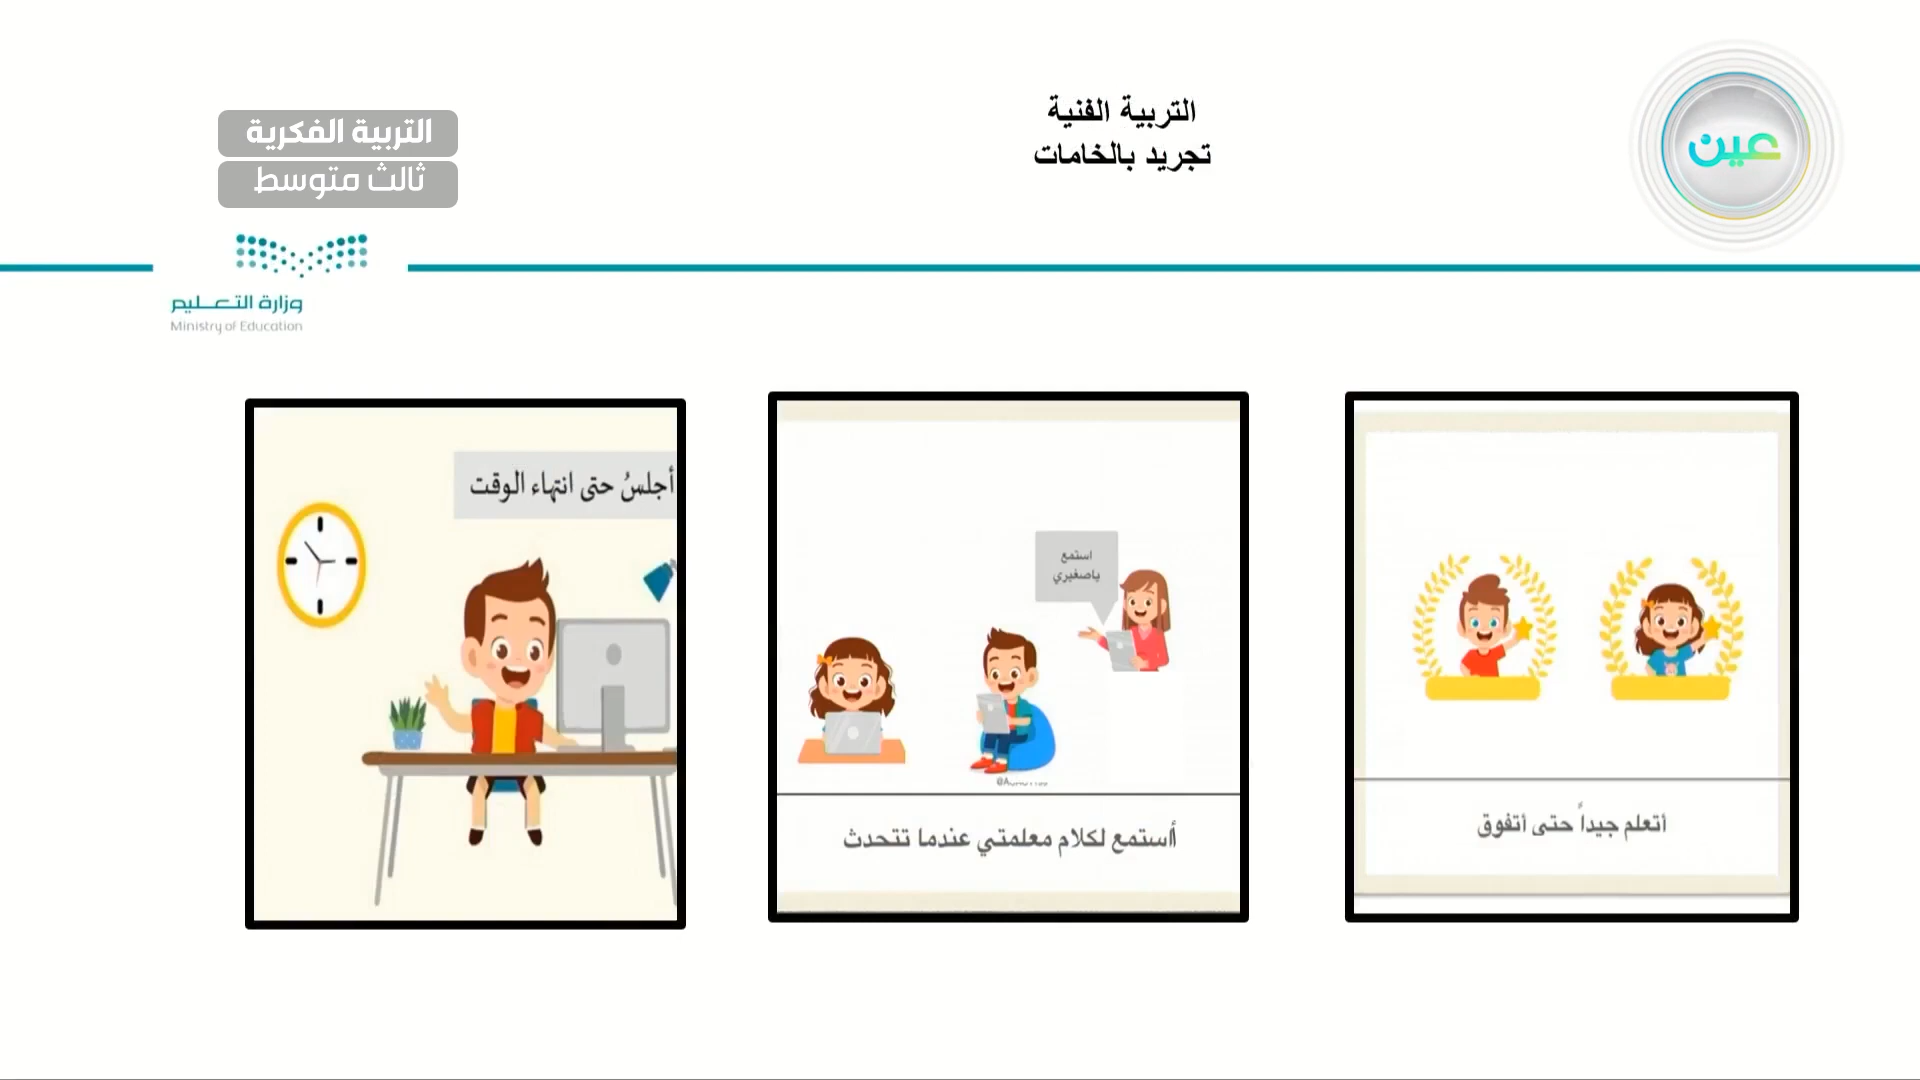 التربية الفنية
تجريد بالخامات
عين
التربية الفكرية
ثالث متوسط
وزارة التعليم
Ministry of Education
أتعلم جيداً حتى أتفوق
استمع
ياصغيري
أستمع لكلام معلمتي عندما تتحدث
أجلسُ حتى انتهاء الوقت